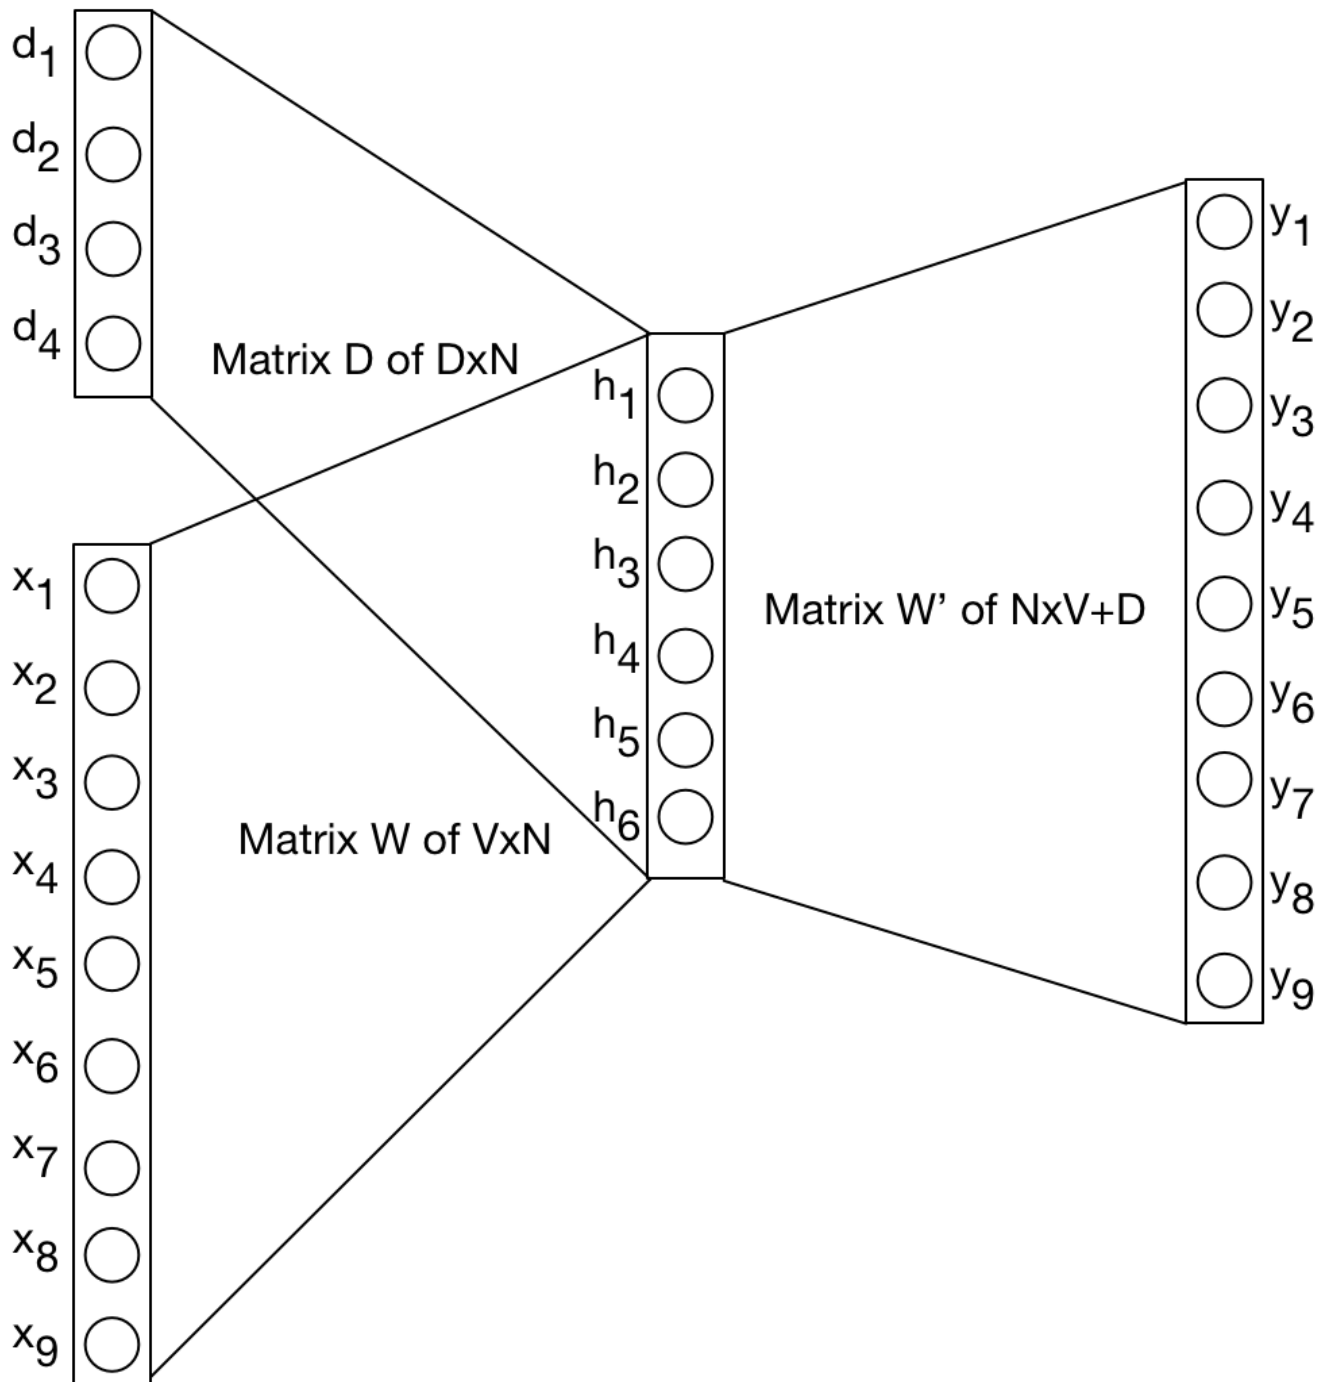 d1
d2
d3
d4
Matrix D of DxN
x1
x2
x3
x4
x5
x6
x7
x8
x9
Matrix W of VxN
h1
h2
h3
h4
h5
h6
Matrix W’ of NxV+D
y1
y2
y3
y4
y5
y6
y7
y8
y9